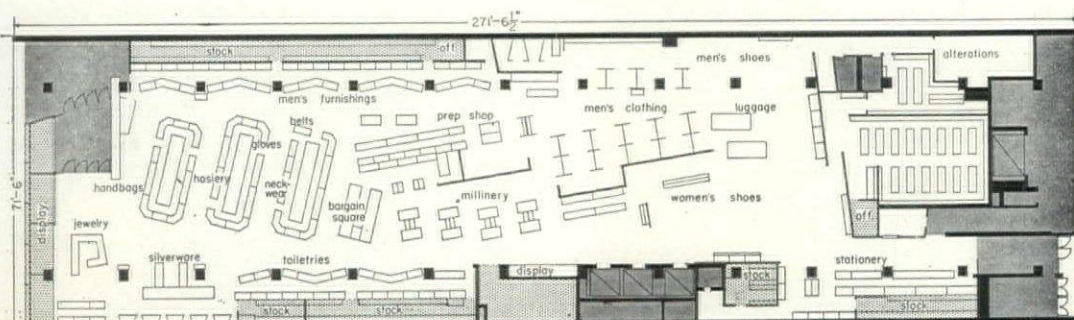 271'-6½"
stock
off.
men's shoes
alterations
men's furnishings
prep shop
men's clothing
luggage
belts
gloves
handbags
hosiery
neck-
wear
bargain
square
millinery
women's shoes
71'-6"
display
jewelry
off.
silverware
toiletries
display
stock
stationery
stock
stock
stock